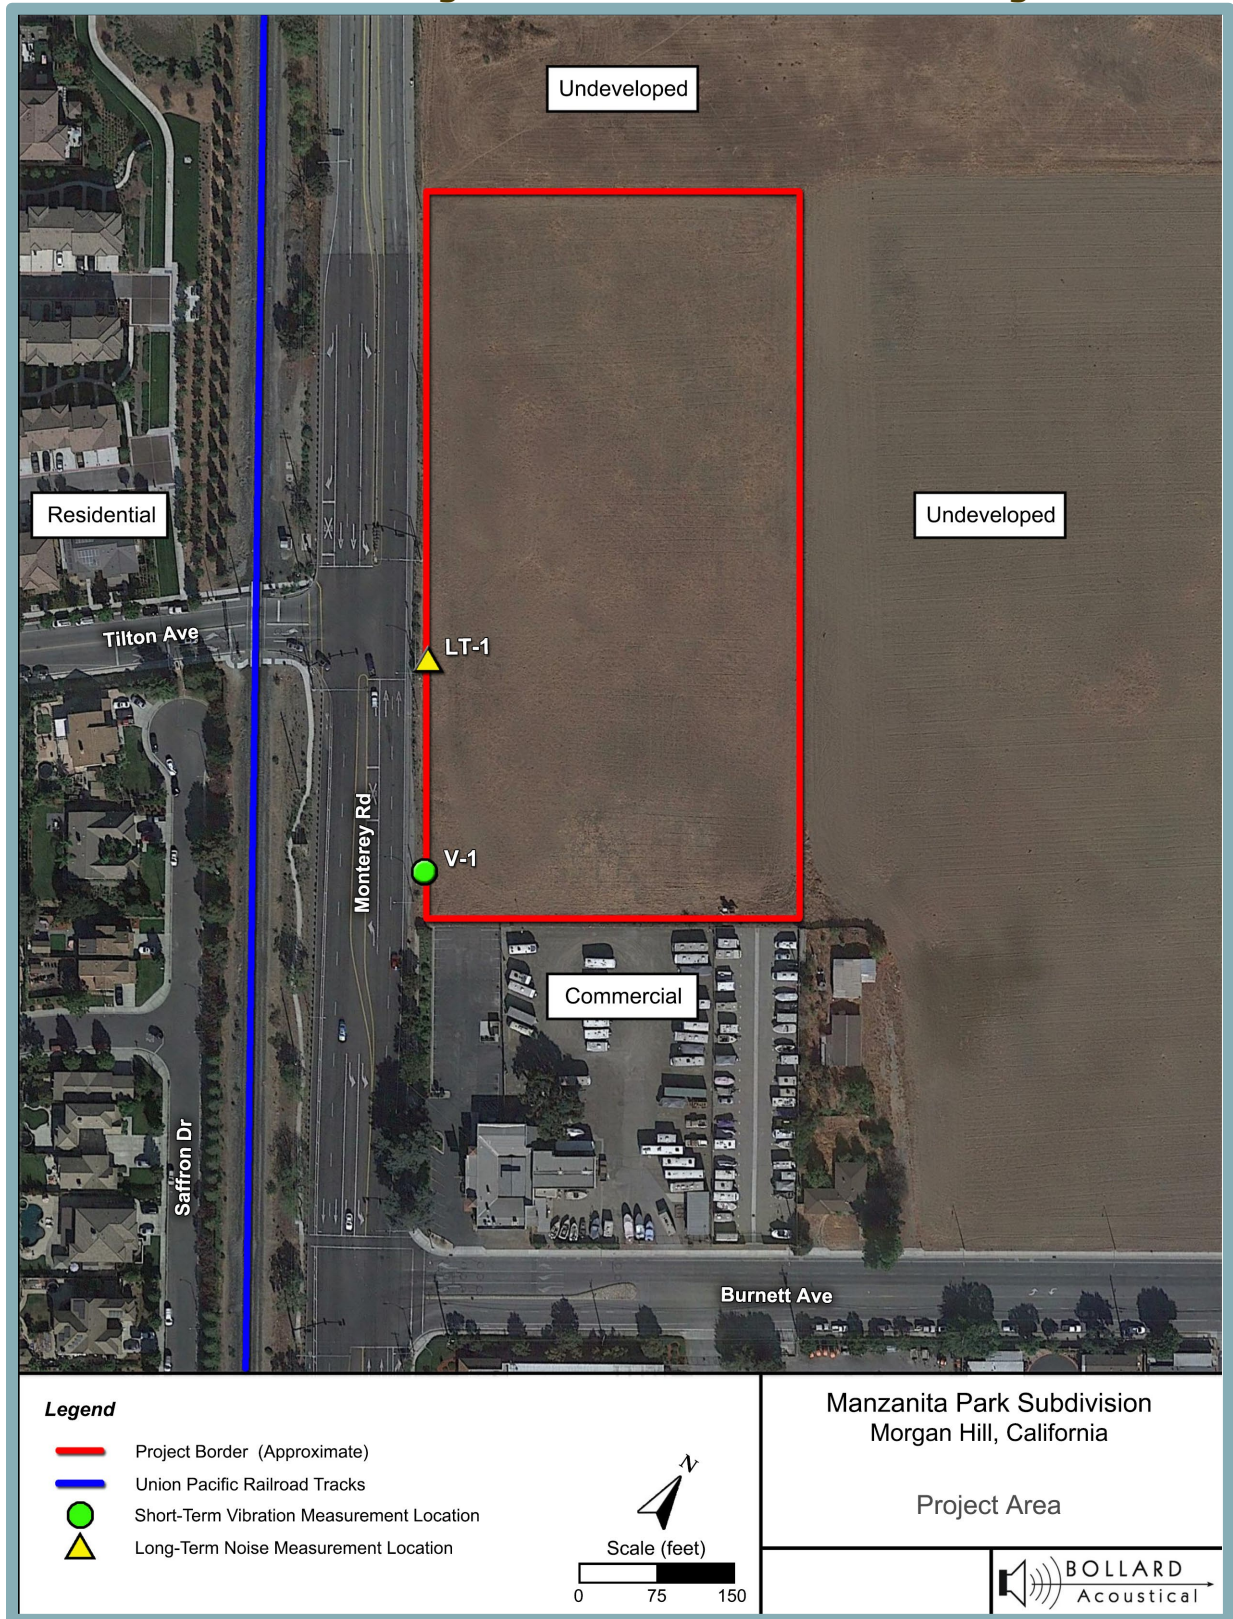 Undeveloped
Residential
Undeveloped
Tilton Ave
LT-1
Monterey Rd
V-1
Commercial
Saffron Dr
Burnett Ave
Legend
Project Border (Approximate)
Union Pacific Railroad Tracks
Short-Term Vibration Measurement Location
Long-Term Noise Measurement Location
N
Scale (feet)
0 75 150
Manzanita Park Subdivision
Morgan Hill, California
Project Area
BOLLARD
Acoustical